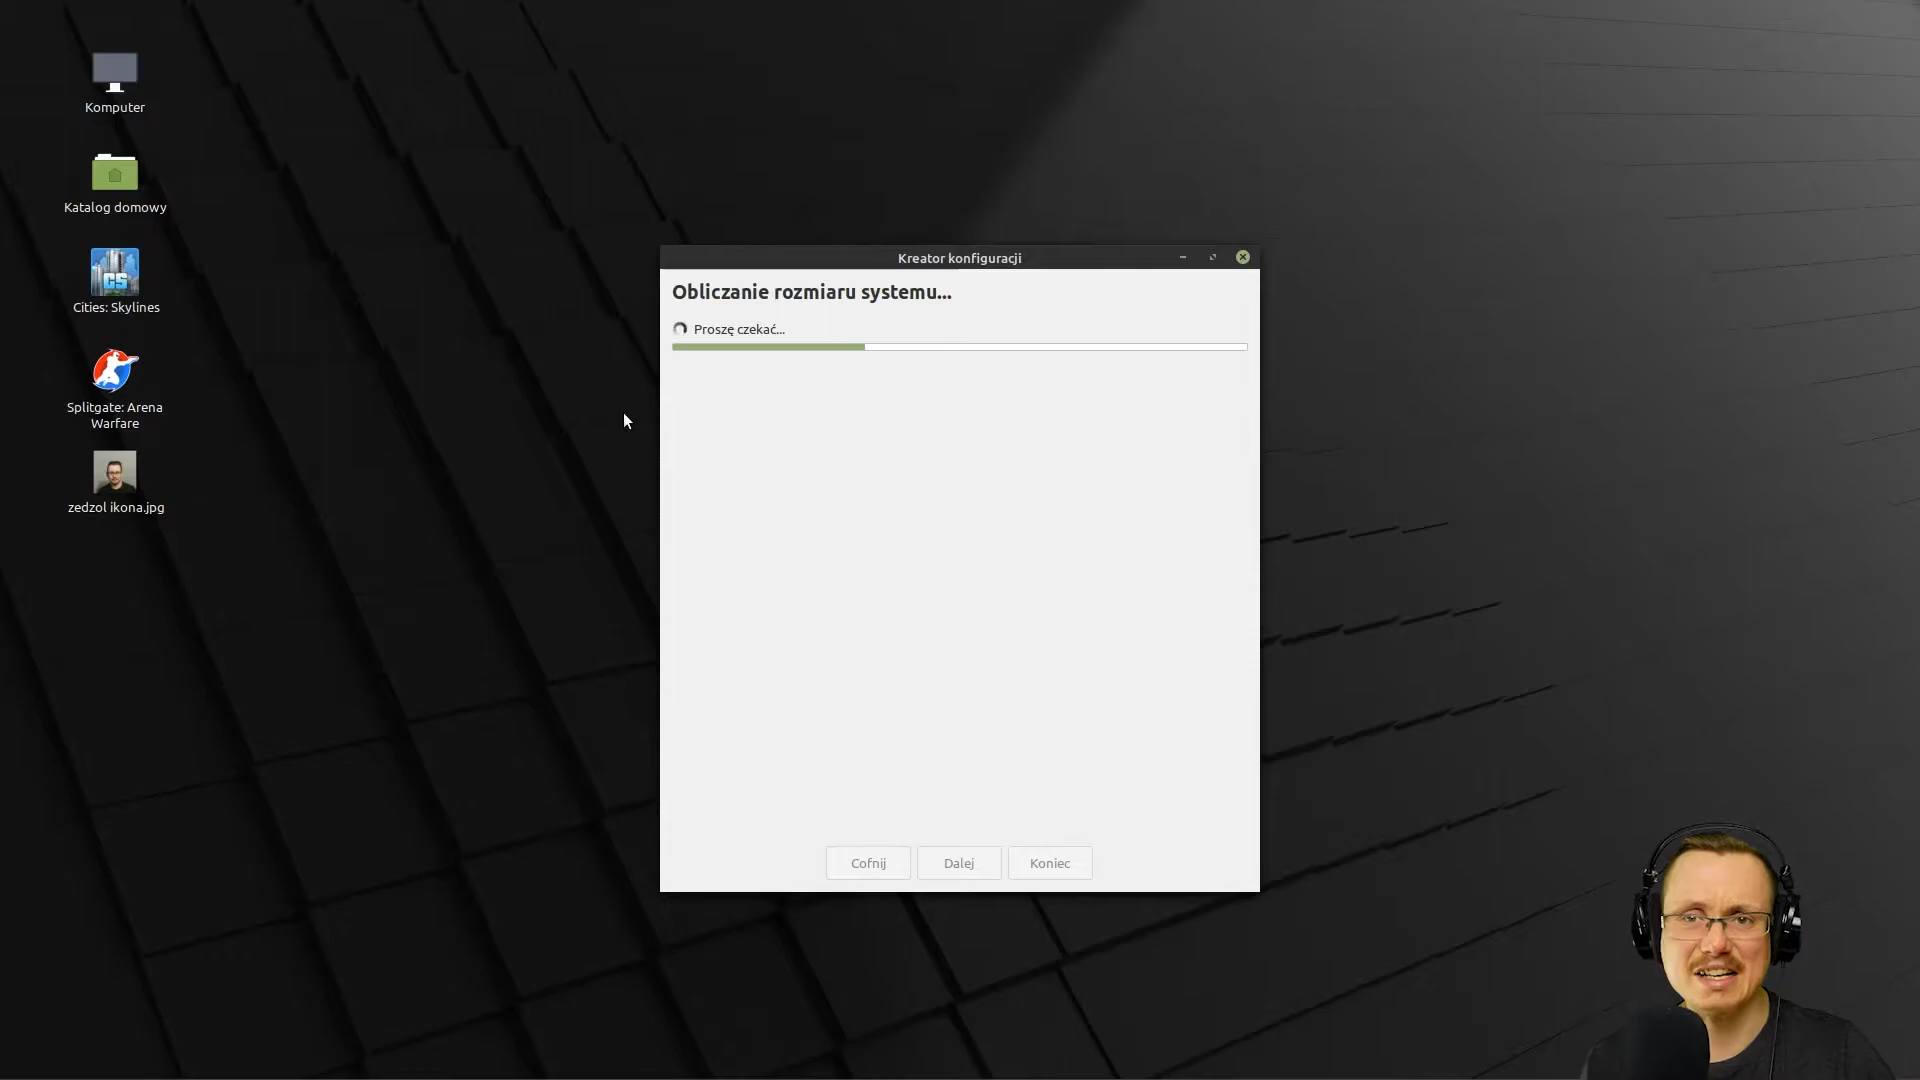 Komputer
Katalog domowy
CS
Cities: Skylines
Splitgate: Arena
Warfare
zedzol ikona.jpg
Kreator konfiguracji
Obliczanie rozmiaru systemu...
Proszę czekać...
Cofnij
Dalej
Koniec